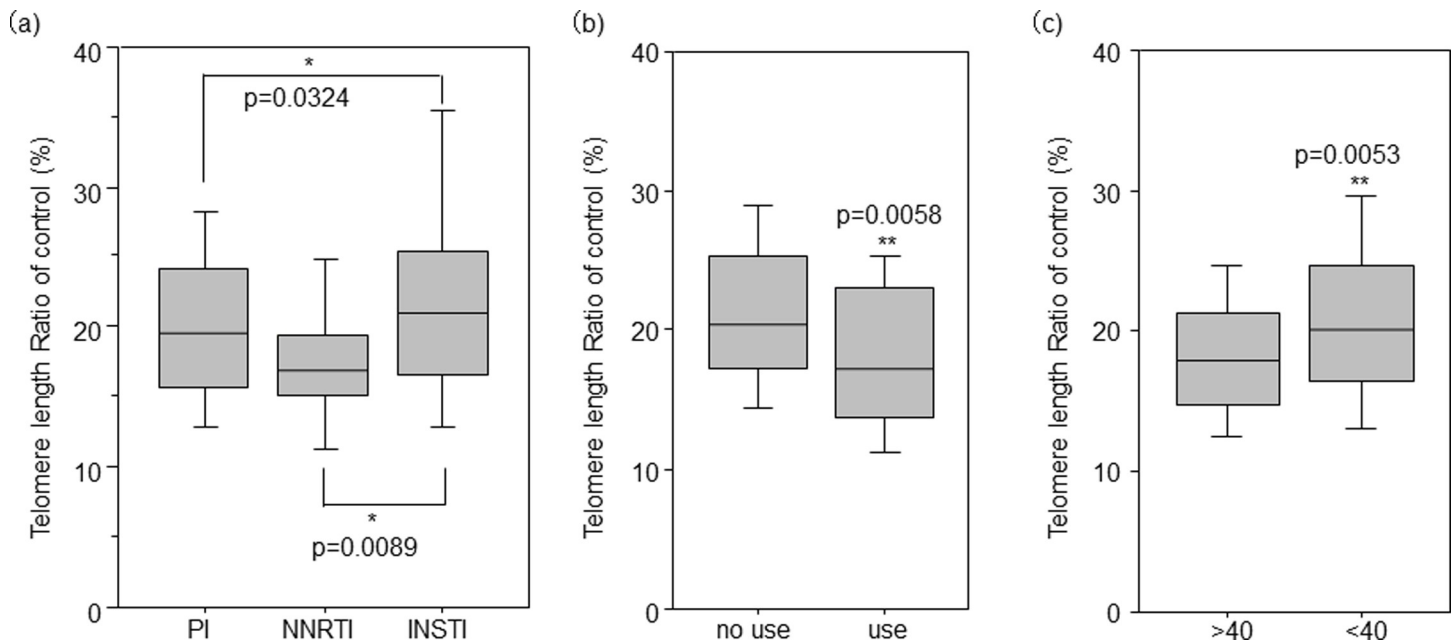 (a)
Telomere length Ratio of control (%)
40
30
20
10
0
*
p=0.0324
*
p=0.0089
PI NNRTI INSTI
(b)
Telomere length Ratio of control (%)
40
30
20
10
0
p=0.0058
**
no use use
(c)
Telomere length Ratio of control (%)
40
30
20
10
0
p=0.0053
**
>40 <40